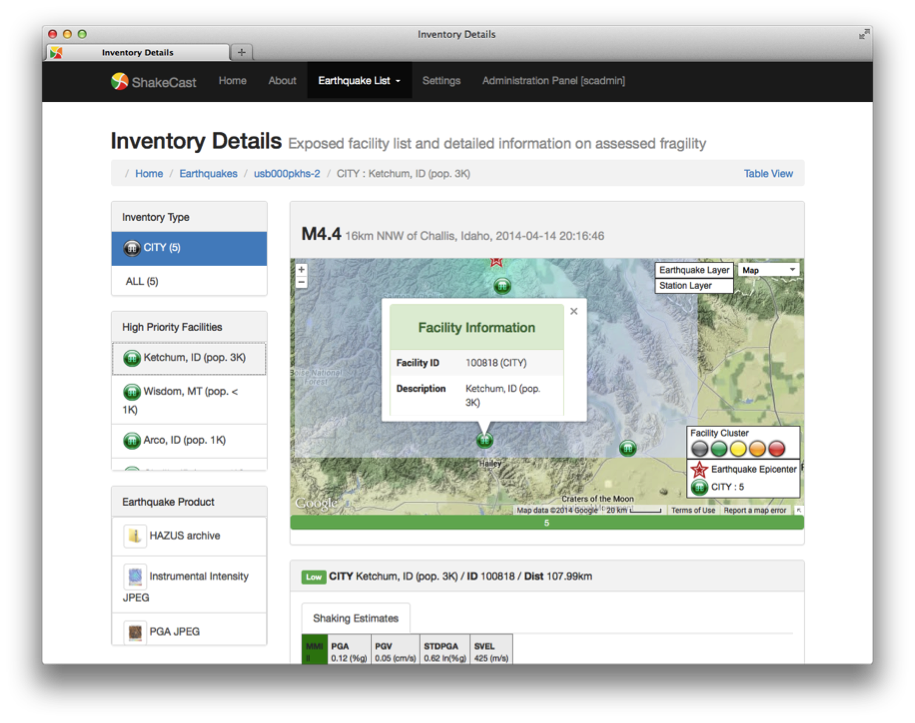 Inventory Details
Inventory Details
ShakeCast Home About Earthquake List Settings Administration Panel [scadmin]
Inventory Details Exposed facility list and detailed information on assessed fragility
/ Home / Earthquakes / usb000pkhs-2 / CITY : Ketchum, ID (pop. 3K) Table View
Inventory Type
CITY (5)
ALL (5)
High Priority Facilities
Ketchum, ID (pop. 3K)
Wisdom, MT (pop. <
1K)
Arco, ID (pop. 1K)
Earthquake Product
HAZUS archive
Instrumental Intensity
JPEG
PGA JPEG
M4.4 16km NNW of Challis, Idaho, 2014-04-14 20:16:46
+
−
Earthquake Layer
Station Layer
Map
Facility Information
Facility ID 100818 (CITY)
Description Ketchum, ID (pop.
3K)
Forest
Hailey
Craters of the Moon
Facility Cluster
Earthquake Epicenter
CITY : 5
Google
Map data ©2014 Google 20 km Terms of Use Report a map error
5
Low CITY Ketchum, ID (pop. 3K) / ID 100818 / Dist 107.99km
Shaking Estimates
MMI PGA PGV STDPGA SVEL
0.12 (%g) 0.05 (cm/s) 0.62 ln(%g) 425 (m/s)